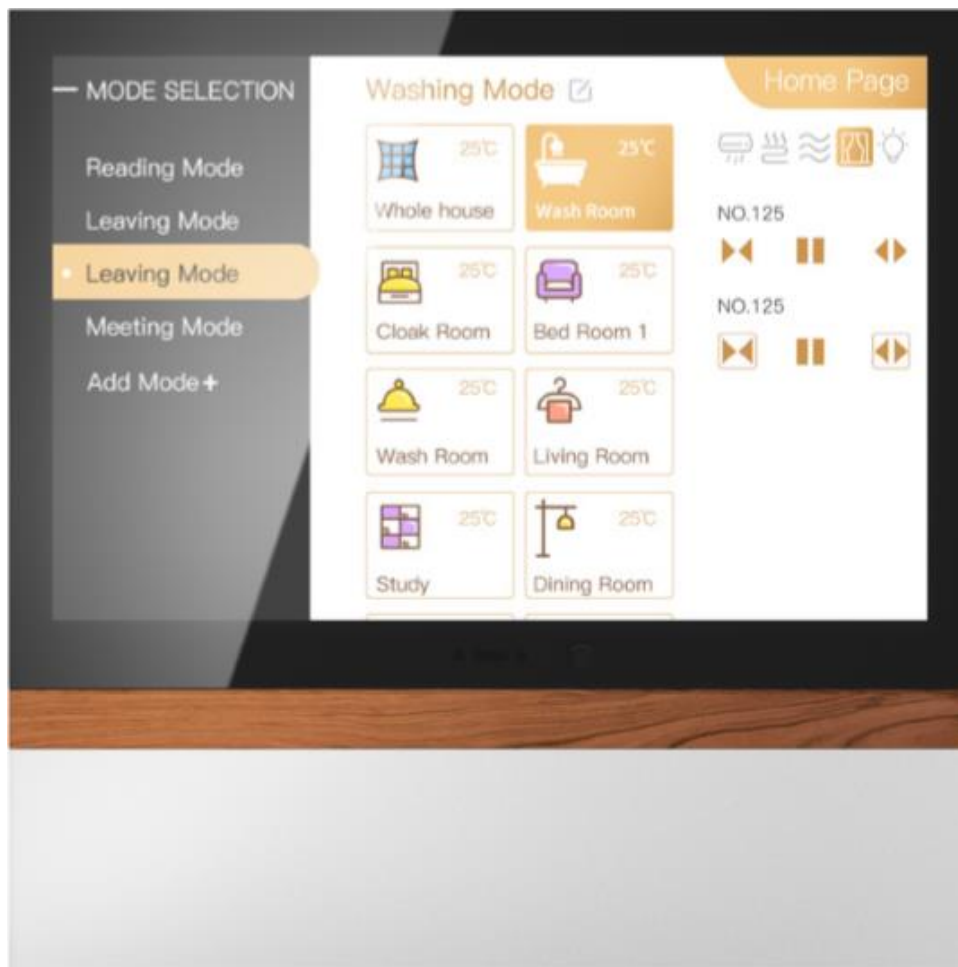 MODE SELECTION
Reading Mode
Leaving Mode
Leaving Mode
Meeting Mode
Add Mode+
Washing Mode
Home Page
25℃
Whole house
25℃
Wash Room
25℃
Cloak Room
25℃
Bed Room 1
25℃
Wash Room
25℃
Living Room
25℃
Study
25℃
Dining Room
NO.125
NO.125